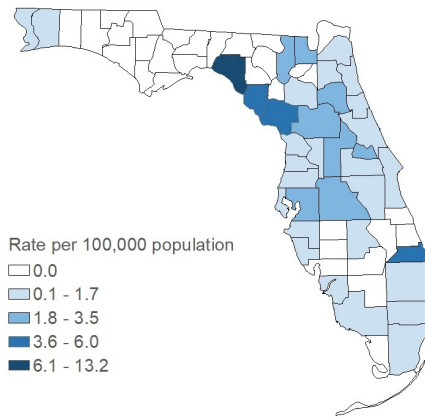 Rate per 100,000 population
0.0
0.1 - 1.7
1.8 - 3.5
3.6 - 6.0
6.1 - 13.2